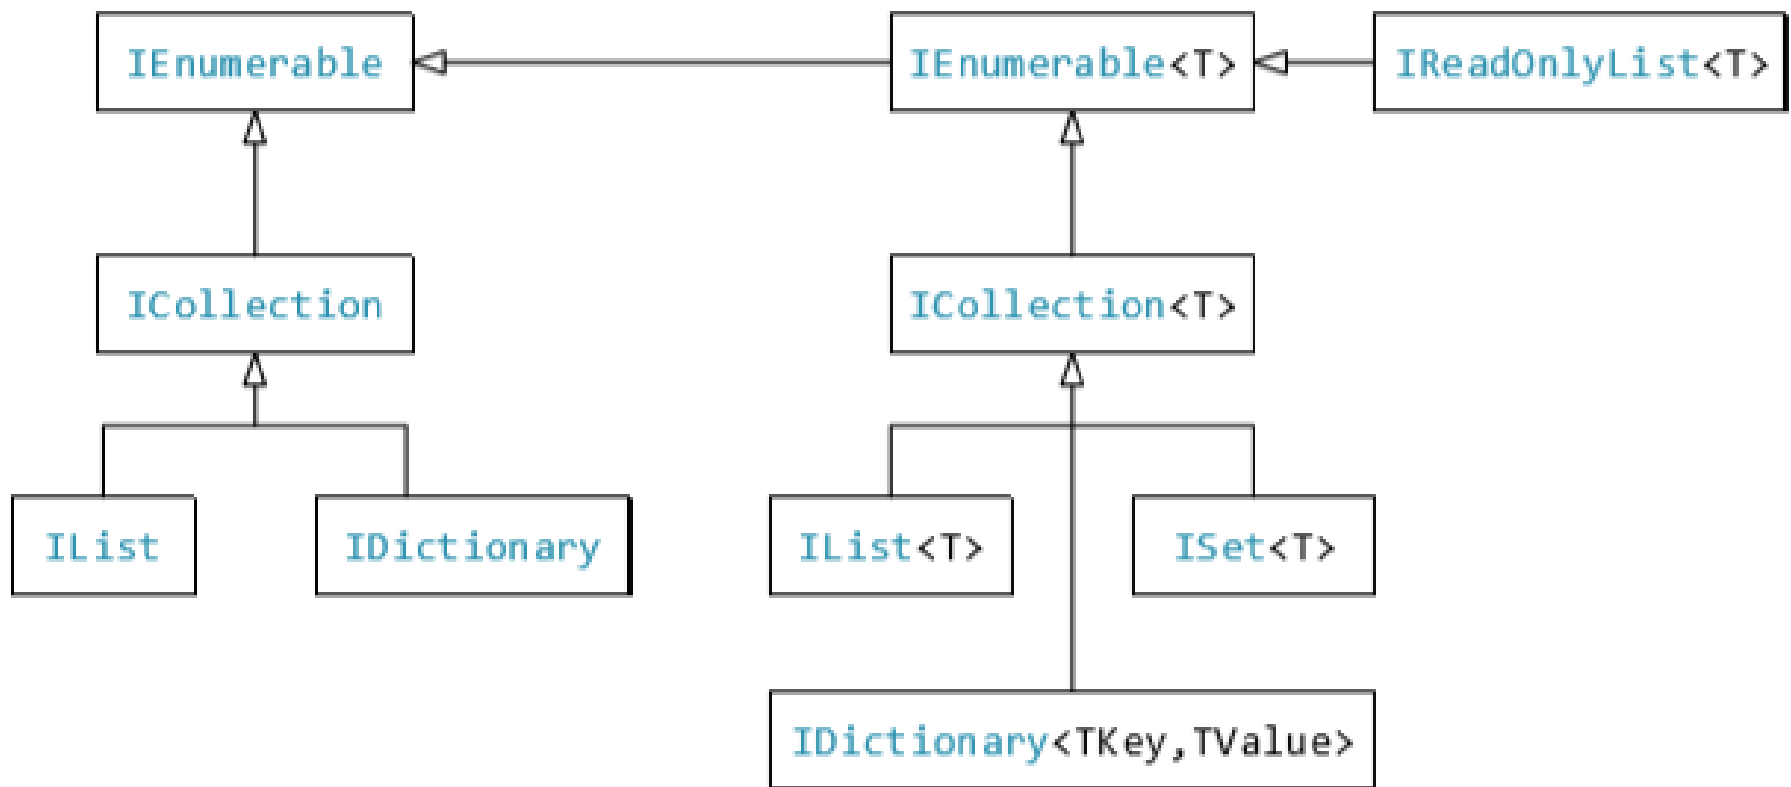 IEnumerable
IEnumerable<T>
IReadOnlyList<T>
ICollection
ICollection<T>
IList
IDictionary
IList<T>
ISet<T>
IDictionary<TKey,TValue>